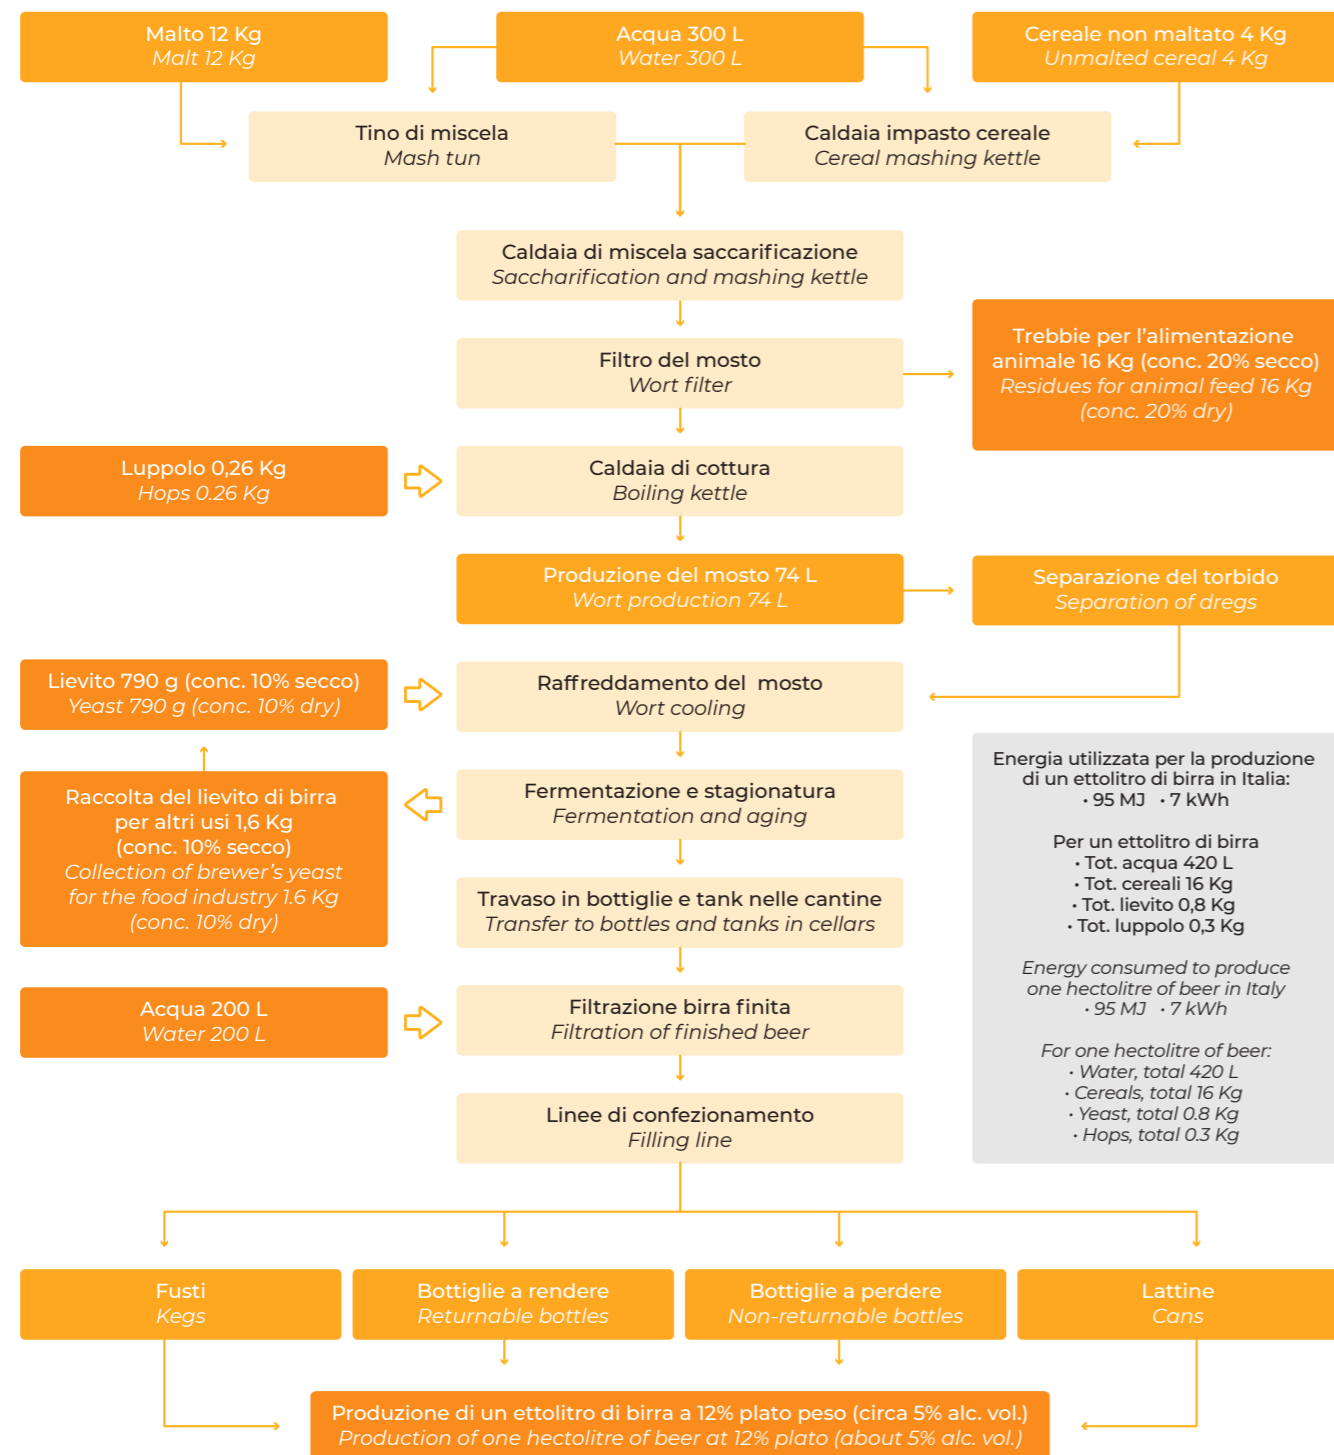 Malto 12 Kg
Malt 12 Kg
Acqua 300 L
Water 300 L
Cereale non maltato 4 Kg
Unmalted cereal 4 Kg
Tino di miscela
Mash tun
Caldaia impasto cereale
Cereal mashing kettle
Caldaia di miscela saccarificazione
Saccharification and mashing kettle
Filtro del mosto
Wort filter
Trebbie per l’alimentazione
animale 16 Kg (conc. 20% secco)
Residues for animal feed 16 Kg
(conc. 20% dry)
Luppolo 0,26 Kg
Hops 0.26 Kg
Caldaia di cottura
Boiling kettle
Produzione del mosto 74 L
Wort production 74 L
Separazione del torbido
Separation of dregs
Lievito 790 g (conc. 10% secco)
Yeast 790 g (conc. 10% dry)
Raffreddamento del mosto
Wort cooling
Raccolta del lievito di birra
per altri usi 1,6 Kg
(conc. 10% secco)
Collection of brewer’s yeast
for the food industry 1.6 Kg
(conc. 10% dry)
Fermentazione e stagionatura
Fermentation and aging
Travaso in bottiglie e tank nelle cantine
Transfer to bottles and tanks in cellars
Acqua 200 L
Water 200 L
Filtrazione birra finita
Filtration of finished beer
Linee di confezionamento
Filling line
Energia utilizzata per la produzione
di un ettolitro di birra in Italia:
• 95 MJ • 7 kWh
Per un ettolitro di birra
• Tot. acqua 420 L
• Tot. cereali 16 Kg
• Tot. lievito 0,8 Kg
• Tot. luppolo 0,3 Kg
Energy consumed to produce
one hectolitre of beer in Italy
• 95 MJ • 7 kWh
For one hectolitre of beer:
• Water, total 420 L
• Cereals, total 16 Kg
• Yeast, total 0.8 Kg
• Hops, total 0.3 Kg
Fusti
Kegs
Bottiglie a rendere
Returnable bottles
Bottiglie a perdere
Non-returnable bottles
Lattine
Cans
Produzione di un ettolitro di birra a 12% plato peso (circa 5% alc. vol.)
Production of one hectolitre of beer at 12% plato (about 5% alc. vol.)